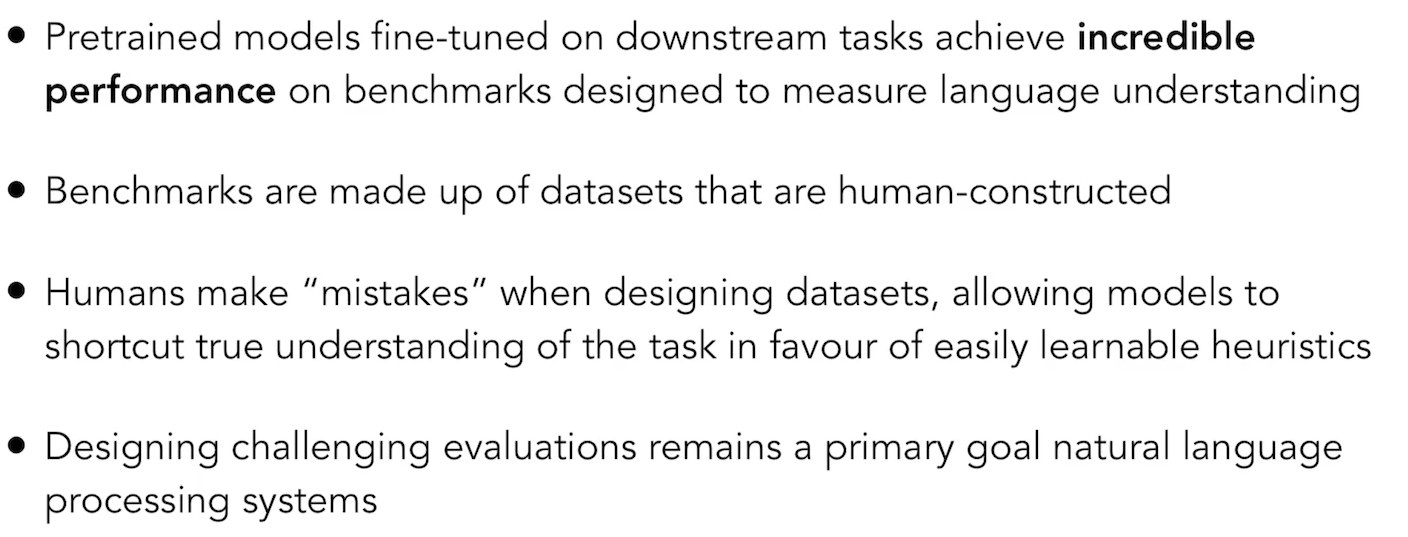 • Pretrained models fine-tuned on downstream tasks achieve incredible
performance on benchmarks designed to measure language understanding
• Benchmarks are made up of datasets that are human-constructed
• Humans make “mistakes” when designing datasets, allowing models to
shortcut true understanding of the task in favour of easily learnable heuristics
• Designing challenging evaluations remains a primary goal natural language
processing systems